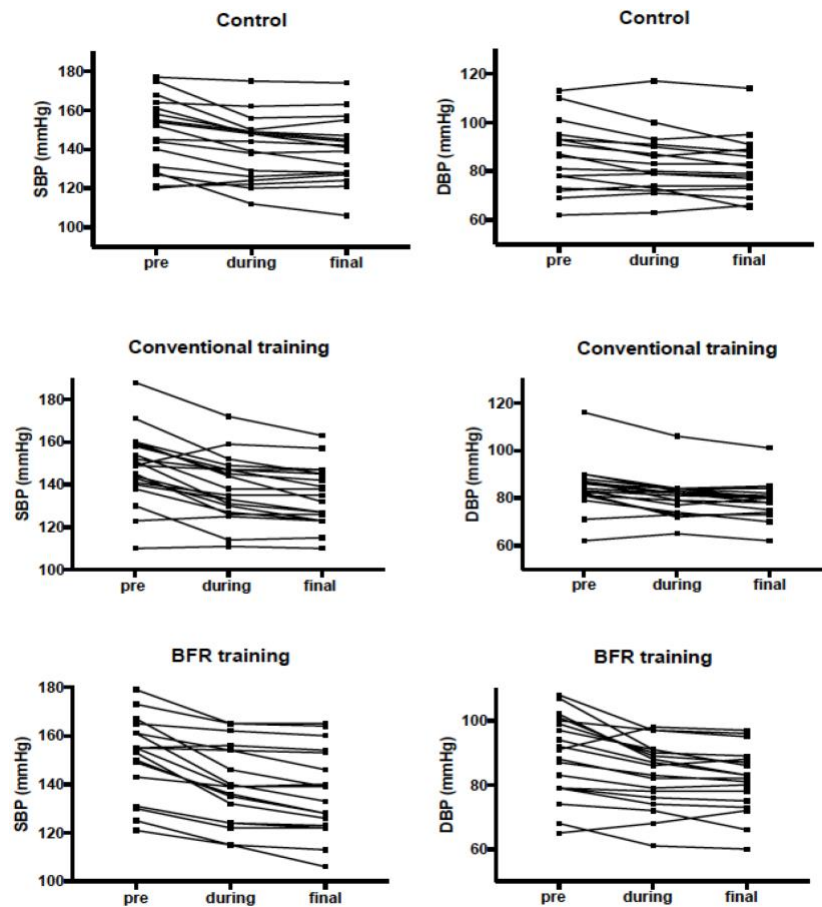 Control
SBP (mmHg)
180
160
140
120
100
pre during final
Control
DBP (mmHg)
120
100
80
60
pre during final
Conventional training
SBP (mmHg)
180
160
140
120
100
pre during final
Conventional training
DBP (mmHg)
120
100
80
60
pre during final
BFR training
SBP (mmHg)
180
160
140
120
100
pre during final
BFR training
DBP (mmHg)
100
80
60
pre during final